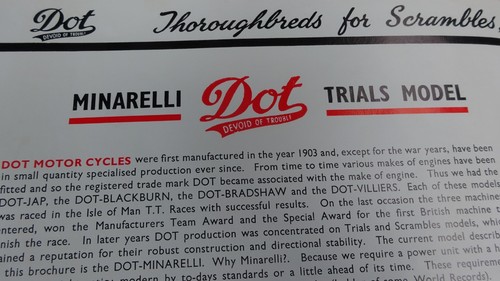 Dot Thoroughbreds for Scrambles,
DEVOID OF TROUBLE
MINARELLI Dot TRIALS MODEL
DEVOID OF TROUBLE
DOT MOTOR CYCLES were first manufactured in the year 1903 and, except for the war years, have been
in small quantity specialised production ever since. From time to time various makes of engines have been
fitted and so the registered trade mark DOT became associated with the make of engine. Thus we had the
DOT-JAP, the DOT-BLACKBURN, the DOT-BRADSHAW and the DOT-VILLIERS. Each of these models
was raced in the Isle of Man T.T. Races with successful results. On the last occasion the three machine
entered, won the Manufacturers Team Award and the Special Award for the first British machine t
nish the race. In later years DOT production was concentrated on Trials and Scrambles models, whi
ained a reputation for their robust construction and directional stability. The current model describ
this brochure is the DOT-MINARELLI. Why Minarelli?. Because we require a power unit with a h
modern by to-days standards or a little ahead of its time. These requireme
of some World Records).